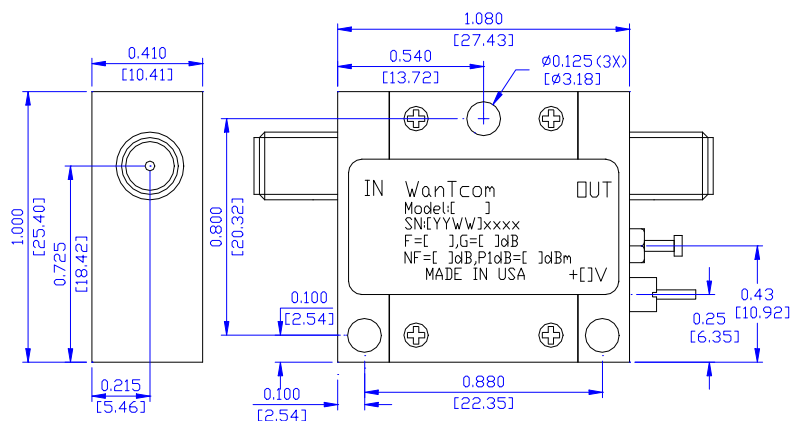 1.080
[27.43]
0.410
[10.41]
0.540
[13.72]
Ø0.125(3X)
[Ø3.18]
IN
WanTcom
OUT
Model:[ ]
SN:[YYWW]xxxx
F=[ ],G=[ ]dB
NF=[ ]dB,P1dB=[ ]dBm
MADE IN USA
+[]V
1.000
[25.40]
0.725
[18.42]
0.800
[20.32]
0.100
[2.54]
0.43
[10.92]
0.25
[6.35]
0.215
[5.46]
0.100
[2.54]
0.880
[22.35]